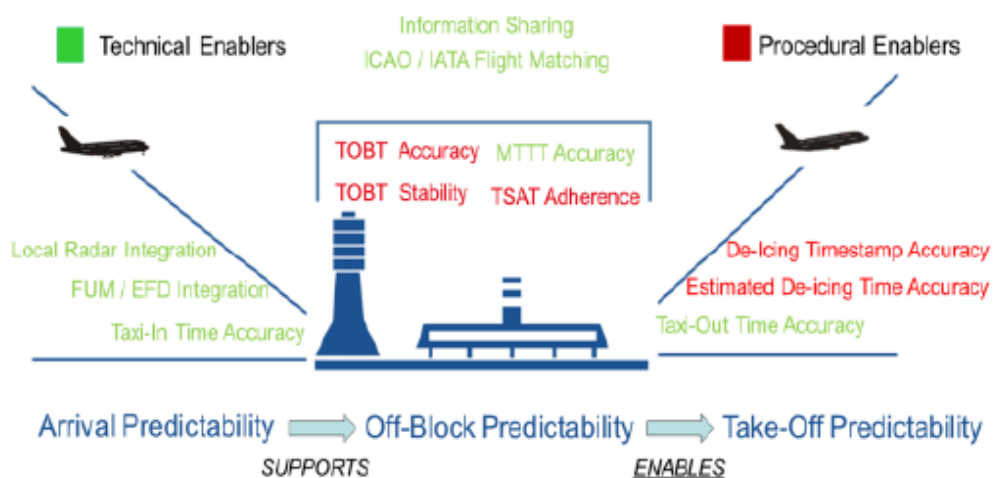 Technical Enablers
Information Sharing
ICAO / IATA Flight Matching
Procedural Enablers
TOBT Accuracy
MTTT Accuracy
TOBT Stability
TSAT Adherence
Local Radar Integration
FUM / EFD Integration
Taxi-In Time Accuracy
De-Icing Timestamp Accuracy
Estimated De-icing Time Accuracy
Taxi-Out Time Accuracy
Arrival Predictability
Off-Block Predictability
Take-Off Predictability
SUPPORTS
ENABLES